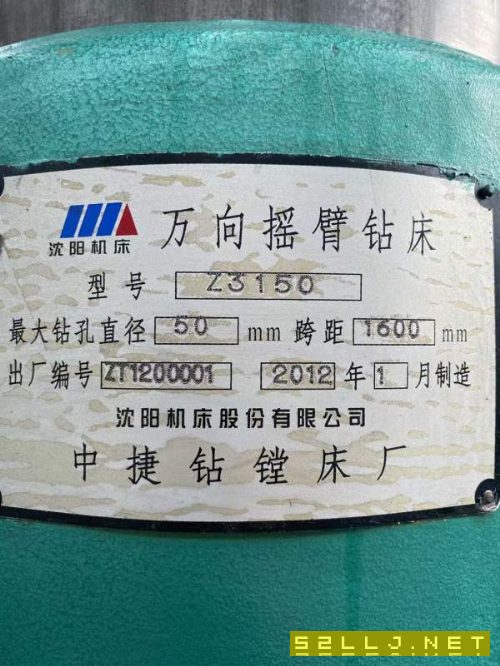 沈阳机床
万向摇臂钻床
型号 Z3150
最大钻孔直径 50 mm 跨距 1600 mm
出厂编号 ZT1200001 2012 年 1 月制造
沈阳机床股份有限公司
中捷钻镗床厂
52LLJ.NET